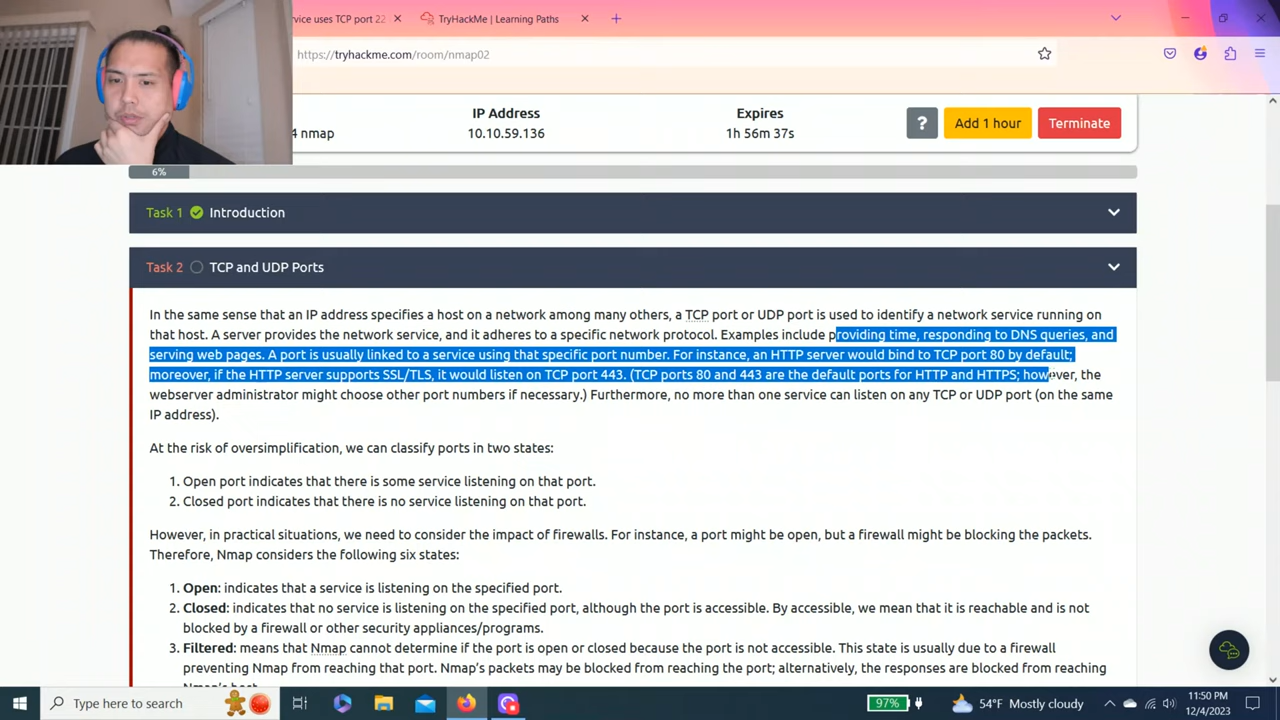 rvice uses TCP port 22
TryHackMe | Learning Paths
https://tryhackme.com/room/nmap02
IP Address
Expires
4 nmap
10.10.59.136
1h 56m 37s
?
Add 1 hour
Terminate
6%
Task 1 Introduction
Task 2 TCP and UDP Ports
In the same sense that an IP address specifies a host on a network among many others, a TCP port or UDP port is used to identify a network service running on
that host. A server provides the network service, and it adheres to a specific network protocol. Examples include providing time, responding to DNS queries, and
serving web pages. A port is usually linked to a service using that specific port number. For instance, an HTTP server would bind to TCP port 80 by default;
moreover, if the HTTP server supports SSL/TLS, it would listen on TCP port 443. (TCP ports 80 and 443 are the default ports for HTTP and HTTPS; however, the
webserver administrator might choose other port numbers if necessary.) Furthermore, no more than one service can listen on any TCP or UDP port (on the same
IP address).
At the risk of oversimplification, we can classify ports in two states:
1. Open port indicates that there is some service listening on that port.
2. Closed port indicates that there is no service listening on that port.
However, in practical situations, we need to consider the impact of firewalls. For instance, a port might be open, but a firewall might be blocking the packets.
Therefore, Nmap considers the following six states:
1. Open: indicates that a service is listening on the specified port.
2. Closed: indicates that no service is listening on the specified port, although the port is accessible. By accessible, we mean that it is reachable and is not
blocked by a firewall or other security appliances/programs.
3. Filtered: means that Nmap cannot determine if the port is open or closed because the port is not accessible. This state is usually due to a firewall
preventing Nmap from reaching that port. Nmap's packets may be blocked from reaching the port; alternatively, the responses are blocked from reaching
Nmap's host.
Type here to search
97%
54°F Mostly cloudy
11:50 PM
12/4/2023